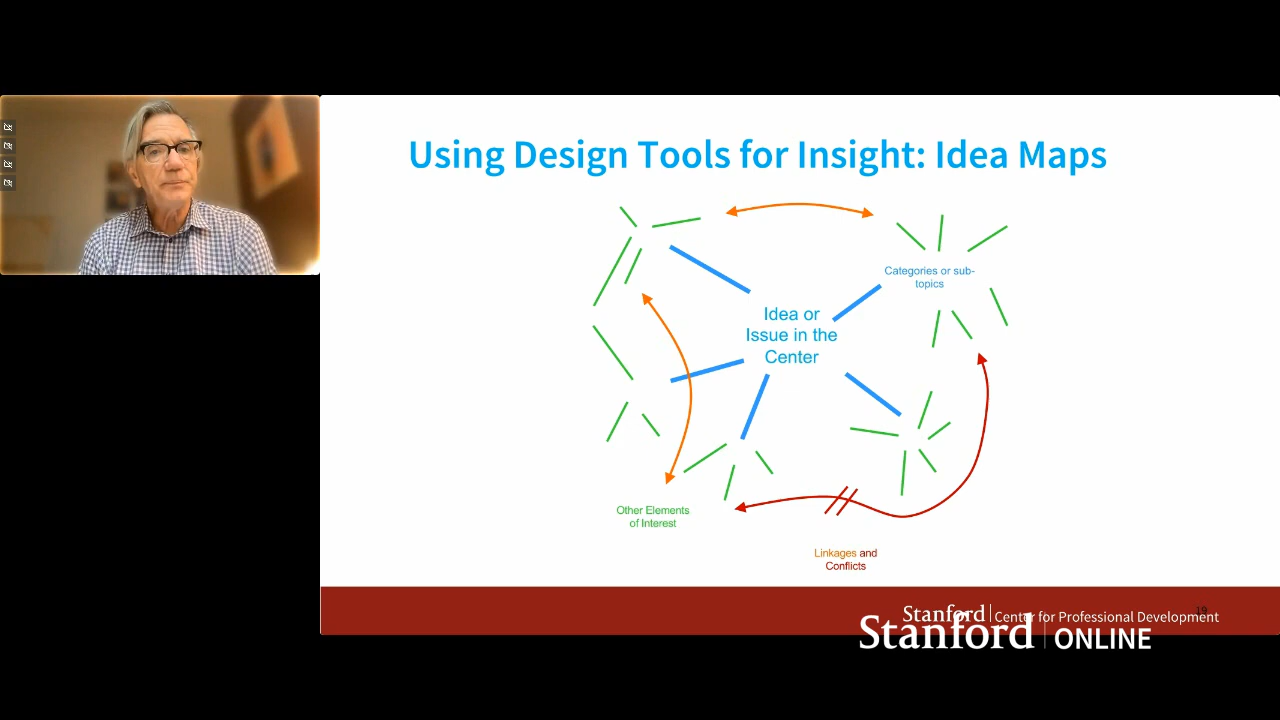 Using Design Tools for Insight: Idea Maps
Categories or sub-
topics
Idea or
Issue in the
Center
Other Elements
of Interest
Linkages and
Conflicts
19
Stanford Center for Professional Development
Stanford ONLINE